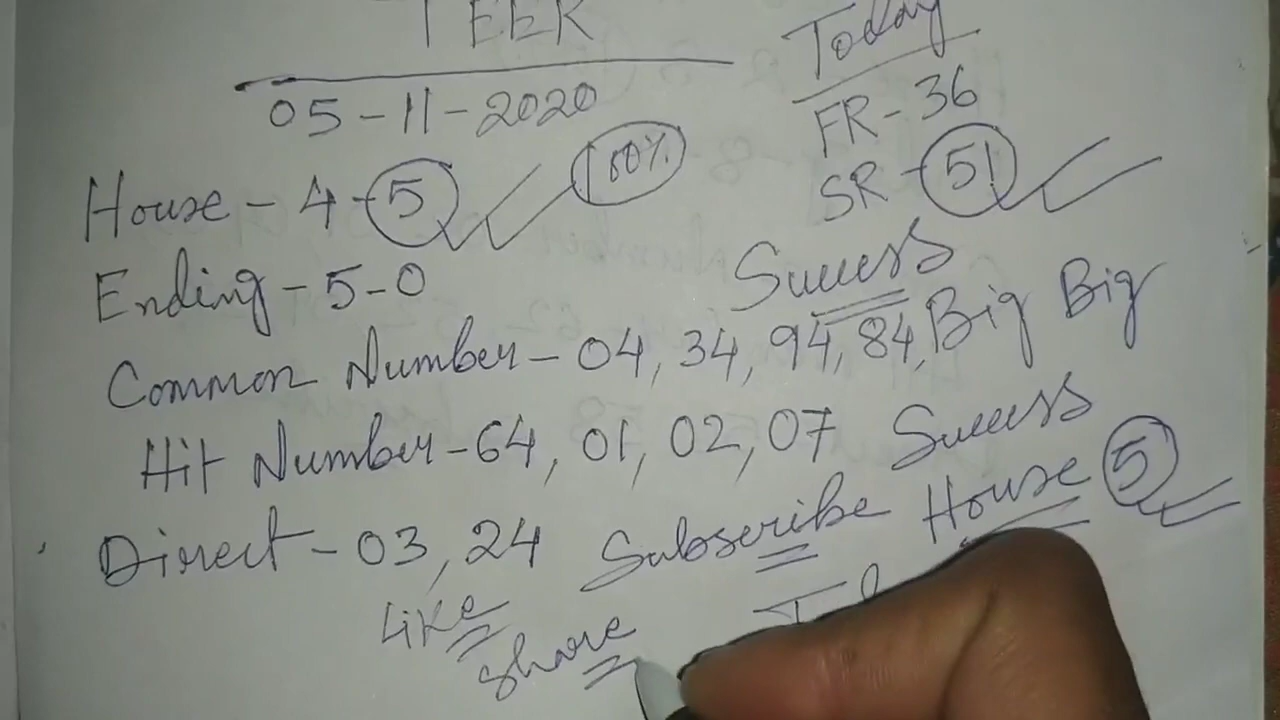 TEER
05-11-2020
Today
FR-36
SR-51
House-4-5 100%
Ending-5-0
Success
Common Number-04, 34, 94, 84, Big Big
Hit Number-64, 01, 02, 07 Success
Direct-03, 24 Subscribe House 5
Like
Share